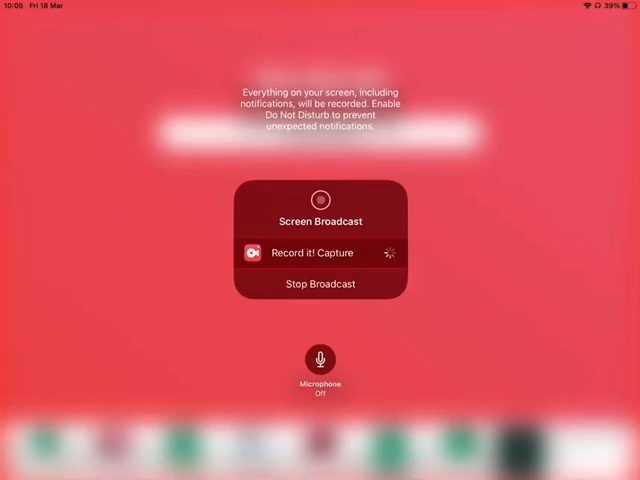 10:05 Fri 18 Mar 39%
Everything on your screen, including
notifications, will be recorded. Enable
Do Not Disturb to prevent
unexpected notifications.
Screen Broadcast
Record it! Capture
Stop Broadcast
Microphone
Off